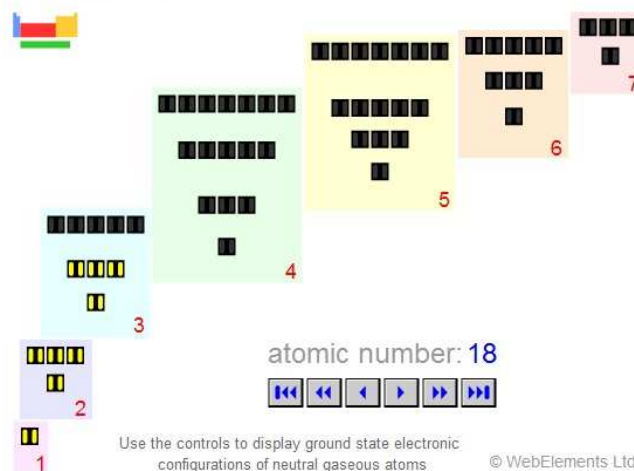 7
6
5
4
3
atomic number: 18
2
1
Use the controls to display ground state electronic
configurations of neutral gaseous atoms
© WebElements Ltd